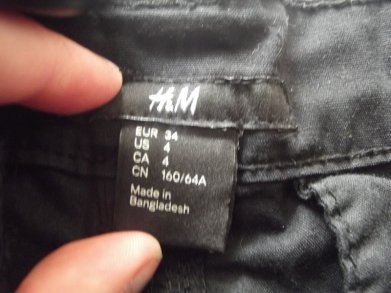 H&M
EUR 34
US 4
CA 4
CN 160/64A
Made in
Bangladesh